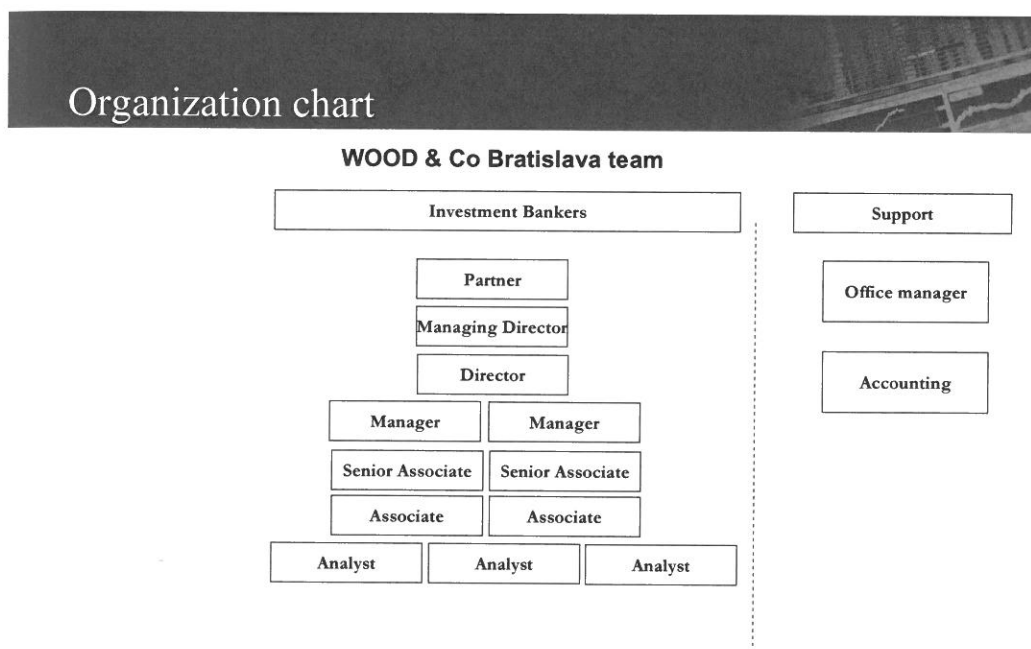 Organization chart
WOOD & Co Bratislava team
Investment Bankers
Partner
Managing Director
Director
Manager Manager
Senior Associate Senior Associate
Associate Associate
Analyst Analyst Analyst
Support
Office manager
Accounting